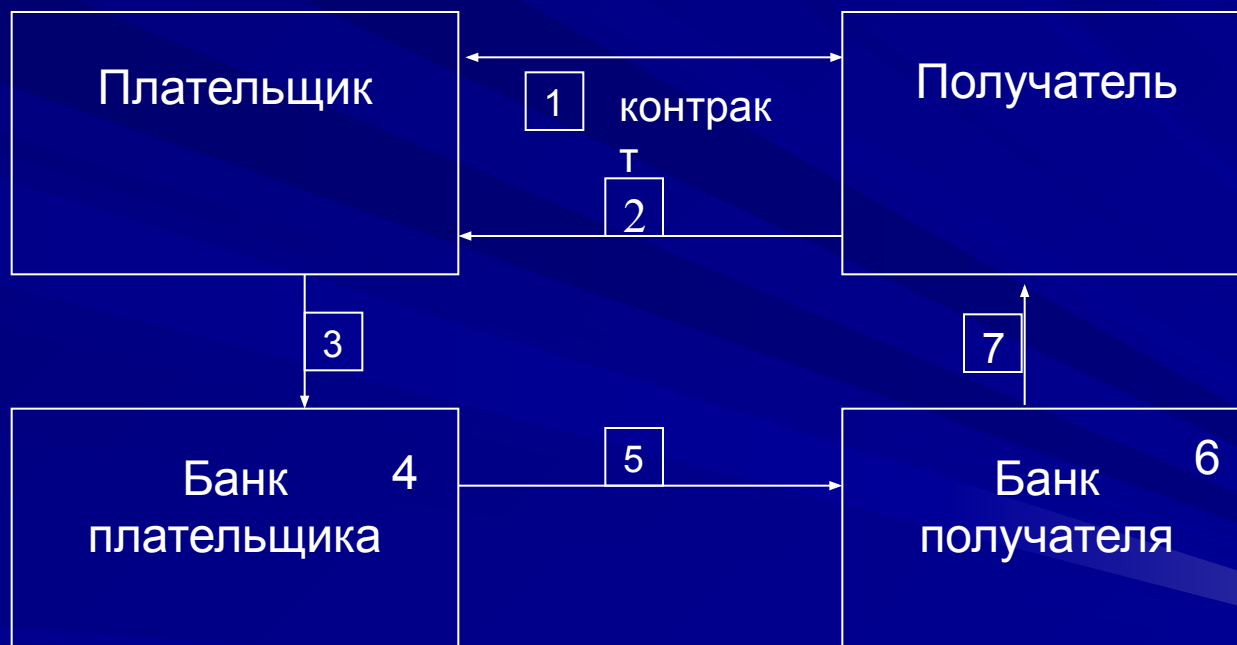 Плательщик
1
контрак
т
Получатель
2
3
7
Банк
плательщика
4
5
Банк
получателя
6